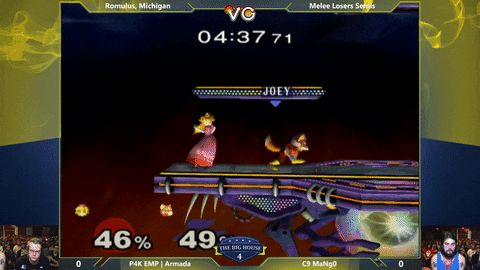 Romulus, Michigan
VG
Melee Losers Semis
04:37 71
JOEY
46%
49
THE BIG HOUSE
4
0
P4K EMP | Armada
C9 MaNg0
0